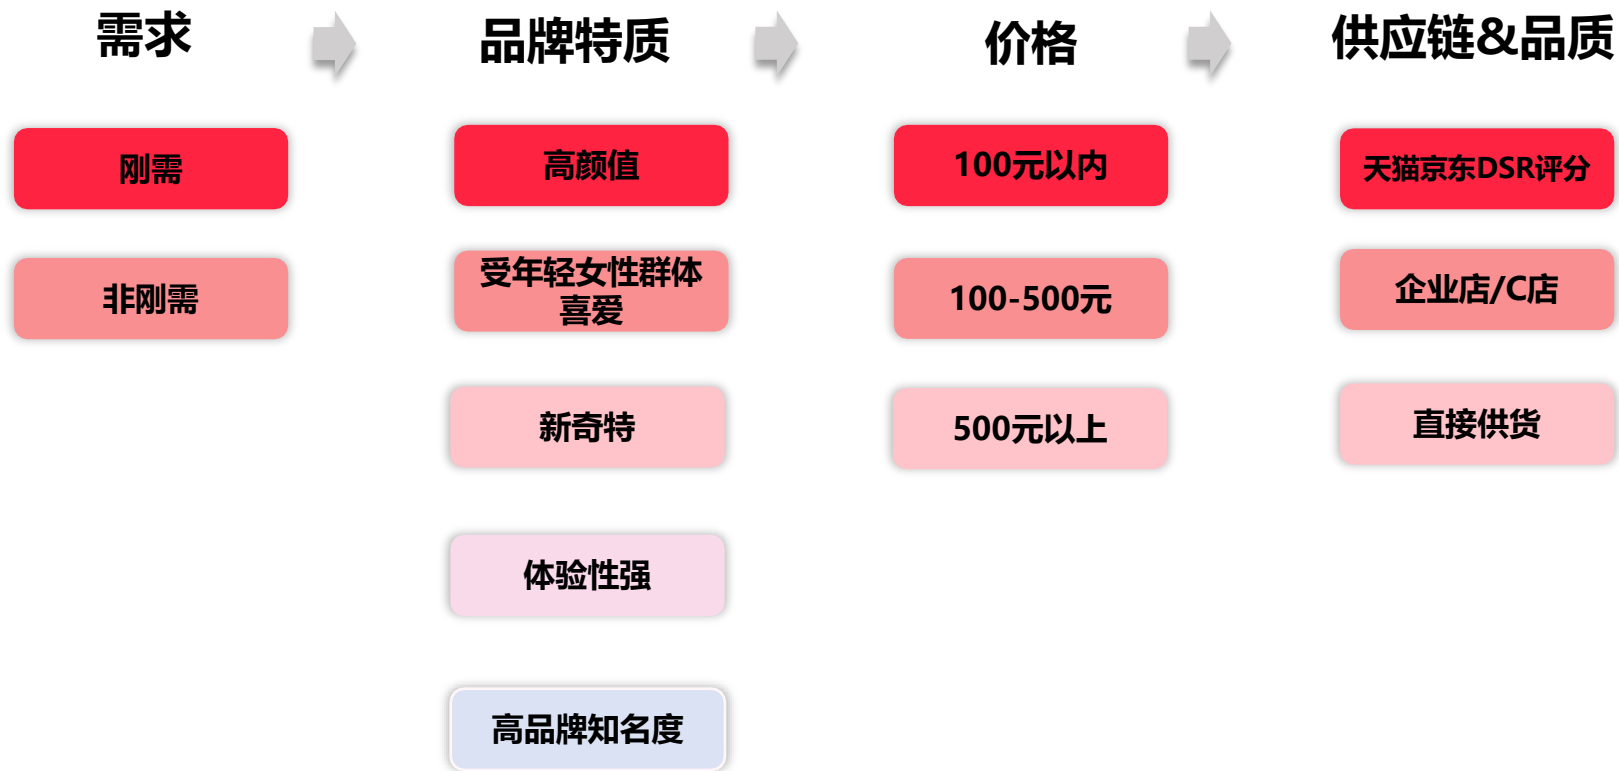 需求
品牌特质
价格
供应链&品质
刚需
高颜值
100元以内
天猫京东DSR评分
非刚需
受年轻女性群体
喜爱
100-500元
企业店/C店
新奇特
500元以上
直接供货
体验性强
高品牌知名度